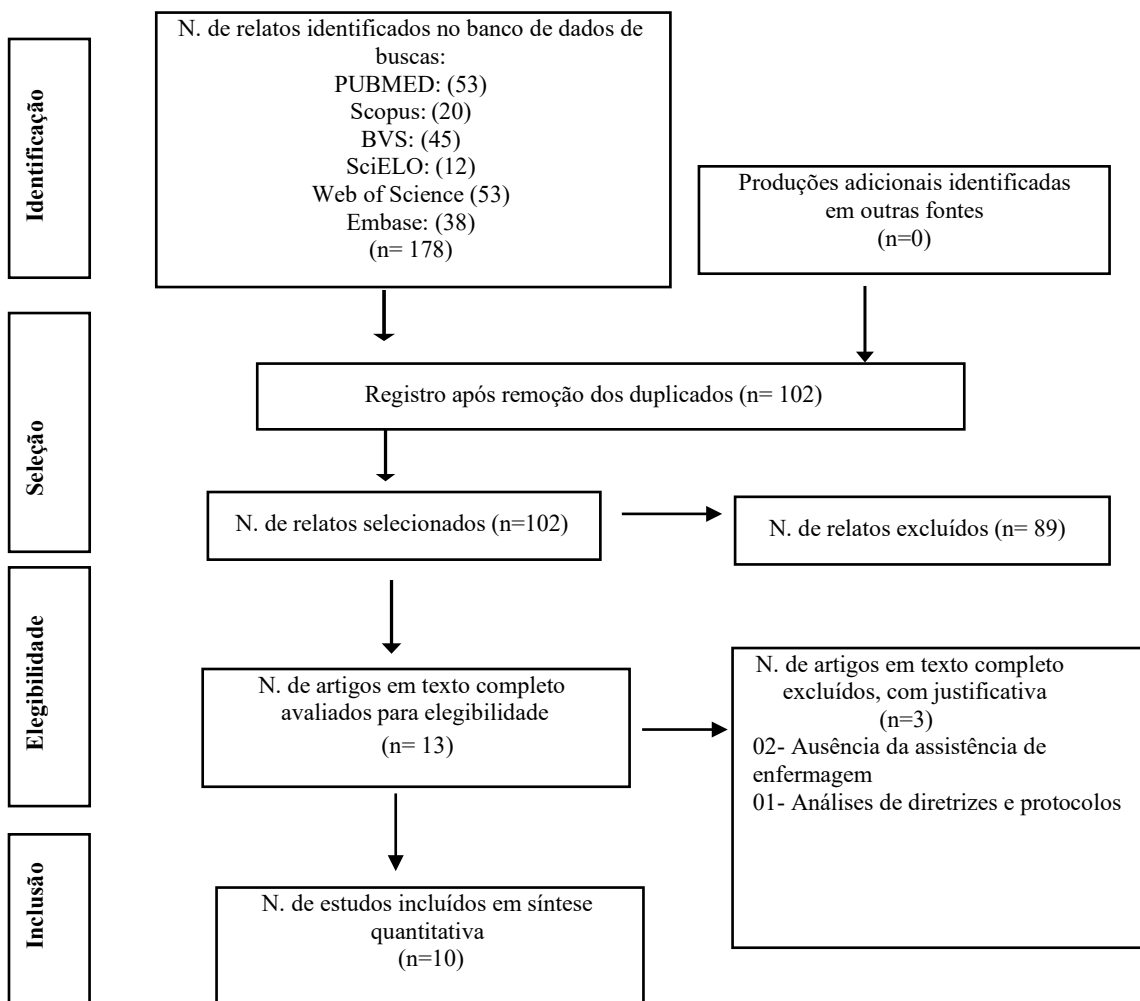 Identificação
N. de relatos identificados no banco de dados de
buscas:
PUBMED: (53)
Scopus: (20)
BVS: (45)
SciELO: (12)
Web of Science (53)
Embase: (38)
(n= 178)
Produções adicionais identificadas
em outras fontes
(n=0)
Seleção
Registro após remoção dos duplicados (n= 102)
N. de relatos selecionados (n=102)
N. de relatos excluídos (n= 89)
Elegibilidade
N. de artigos em texto completo
avaliados para elegibilidade
(n= 13)
N. de artigos em texto completo
excluídos, com justificativa
(n=3)
02- Ausência da assistência de
enfermagem
01- Análises de diretrizes e protocolos
Inclusão
N. de estudos incluídos em síntese
quantitativa
(n=10)